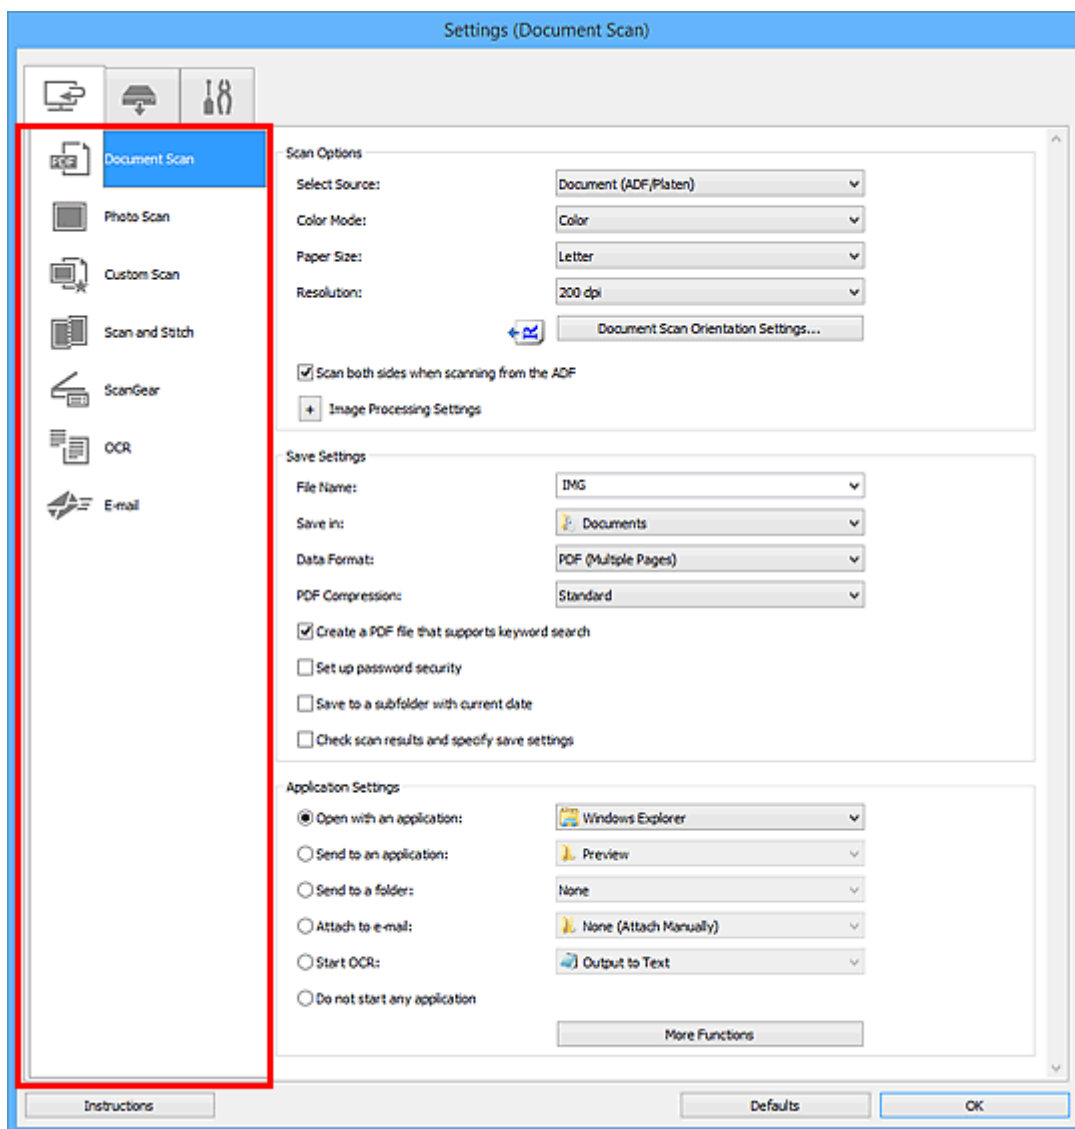 Settings (Document Scan)
PDF
Document Scan
Photo Scan
Custom Scan
Scan and Stitch
ScanGear
OCR
E-mail
Scan Options
Select Source: Document (ADF/Platen)
Color Mode: Color
Paper Size: Letter
Resolution: 200 dpi
R Document Scan Orientation Settings...
Scan both sides when scanning from the ADF
+ Image Processing Settings
Save Settings
File Name: IMG
Save in: Documents
Data Format: PDF (Multiple Pages)
PDF Compression: Standard
Create a PDF file that supports keyword search
Set up password security
Save to a subfolder with current date
Check scan results and specify save settings
Application Settings
Open with an application: Windows Explorer
Send to an application: Preview
Send to a folder: None
Attach to e-mail: None (Attach Manually)
Start OCR: Output to Text
Do not start any application
More Functions
Instructions Defaults OK